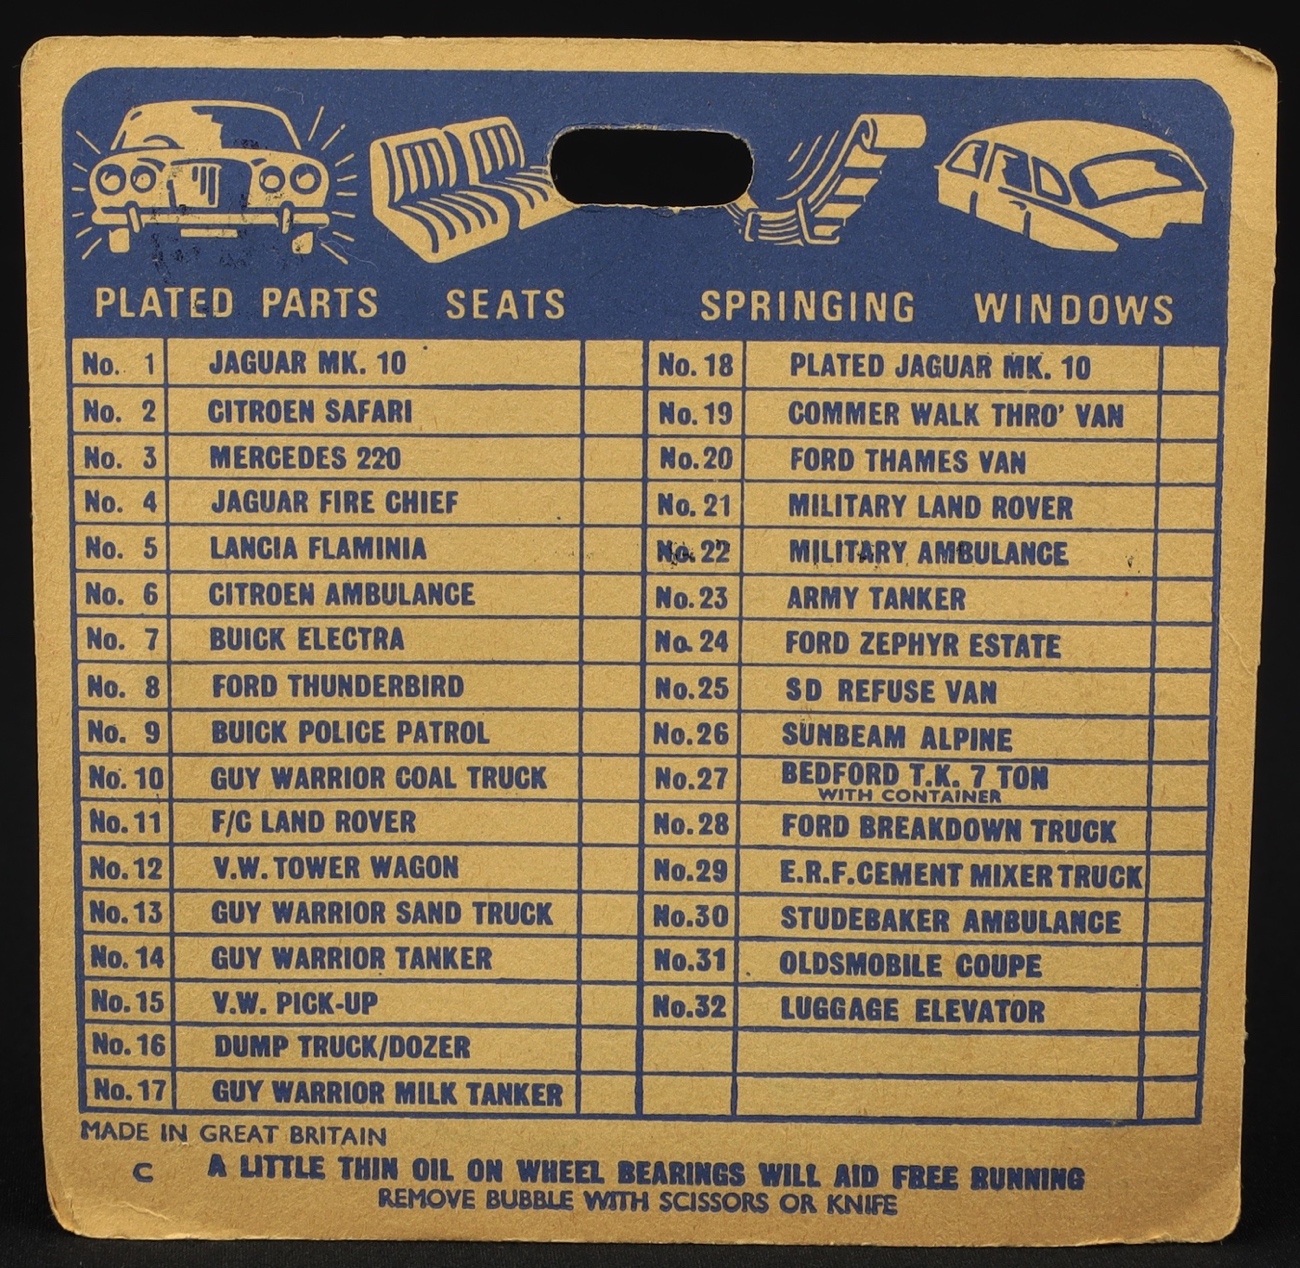 PLATED PARTS SEATS SPRINGING WINDOWS
No. 1 JAGUAR MK. 10
No. 2 CITROEN SAFARI
No. 3 MERCEDES 220
No. 4 JAGUAR FIRE CHIEF
No. 5 LANCIA FLAMINIA
No. 6 CITROEN AMBULANCE
No. 7 BUICK ELECTRA
No. 8 FORD THUNDERBIRD
No. 9 BUICK POLICE PATROL
No. 10 GUY WARRIOR COAL TRUCK
No. 11 F/C LAND ROVER
No. 12 V.W. TOWER WAGON
No. 13 GUY WARRIOR SAND TRUCK
No. 14 GUY WARRIOR TANKER
No. 15 V.W. PICK-UP
No. 16 DUMP TRUCK/DOZER
No. 17 GUY WARRIOR MILK TANKER
No. 18 PLATED JAGUAR MK. 10
No. 19 COMMER WALK THRO' VAN
No. 20 FORD THAMES VAN
No. 21 MILITARY LAND ROVER
No. 22 MILITARY AMBULANCE
No. 23 ARMY TANKER
No. 24 FORD ZEPHYR ESTATE
No. 25 SD REFUSE VAN
No. 26 SUNBEAM ALPINE
No. 27 BEDFORD T.K. 7 TON
WITH CONTAINER
No. 28 FORD BREAKDOWN TRUCK
No. 29 E.R.F. CEMENT MIXER TRUCK
No. 30 STUDEBAKER AMBULANCE
No. 31 OLDSMOBILE COUPE
No. 32 LUGGAGE ELEVATOR
MADE IN GREAT BRITAIN
C A LITTLE THIN OIL ON WHEEL BEARINGS WILL AID FREE RUNNING
REMOVE BUBBLE WITH SCISSORS OR KNIFE